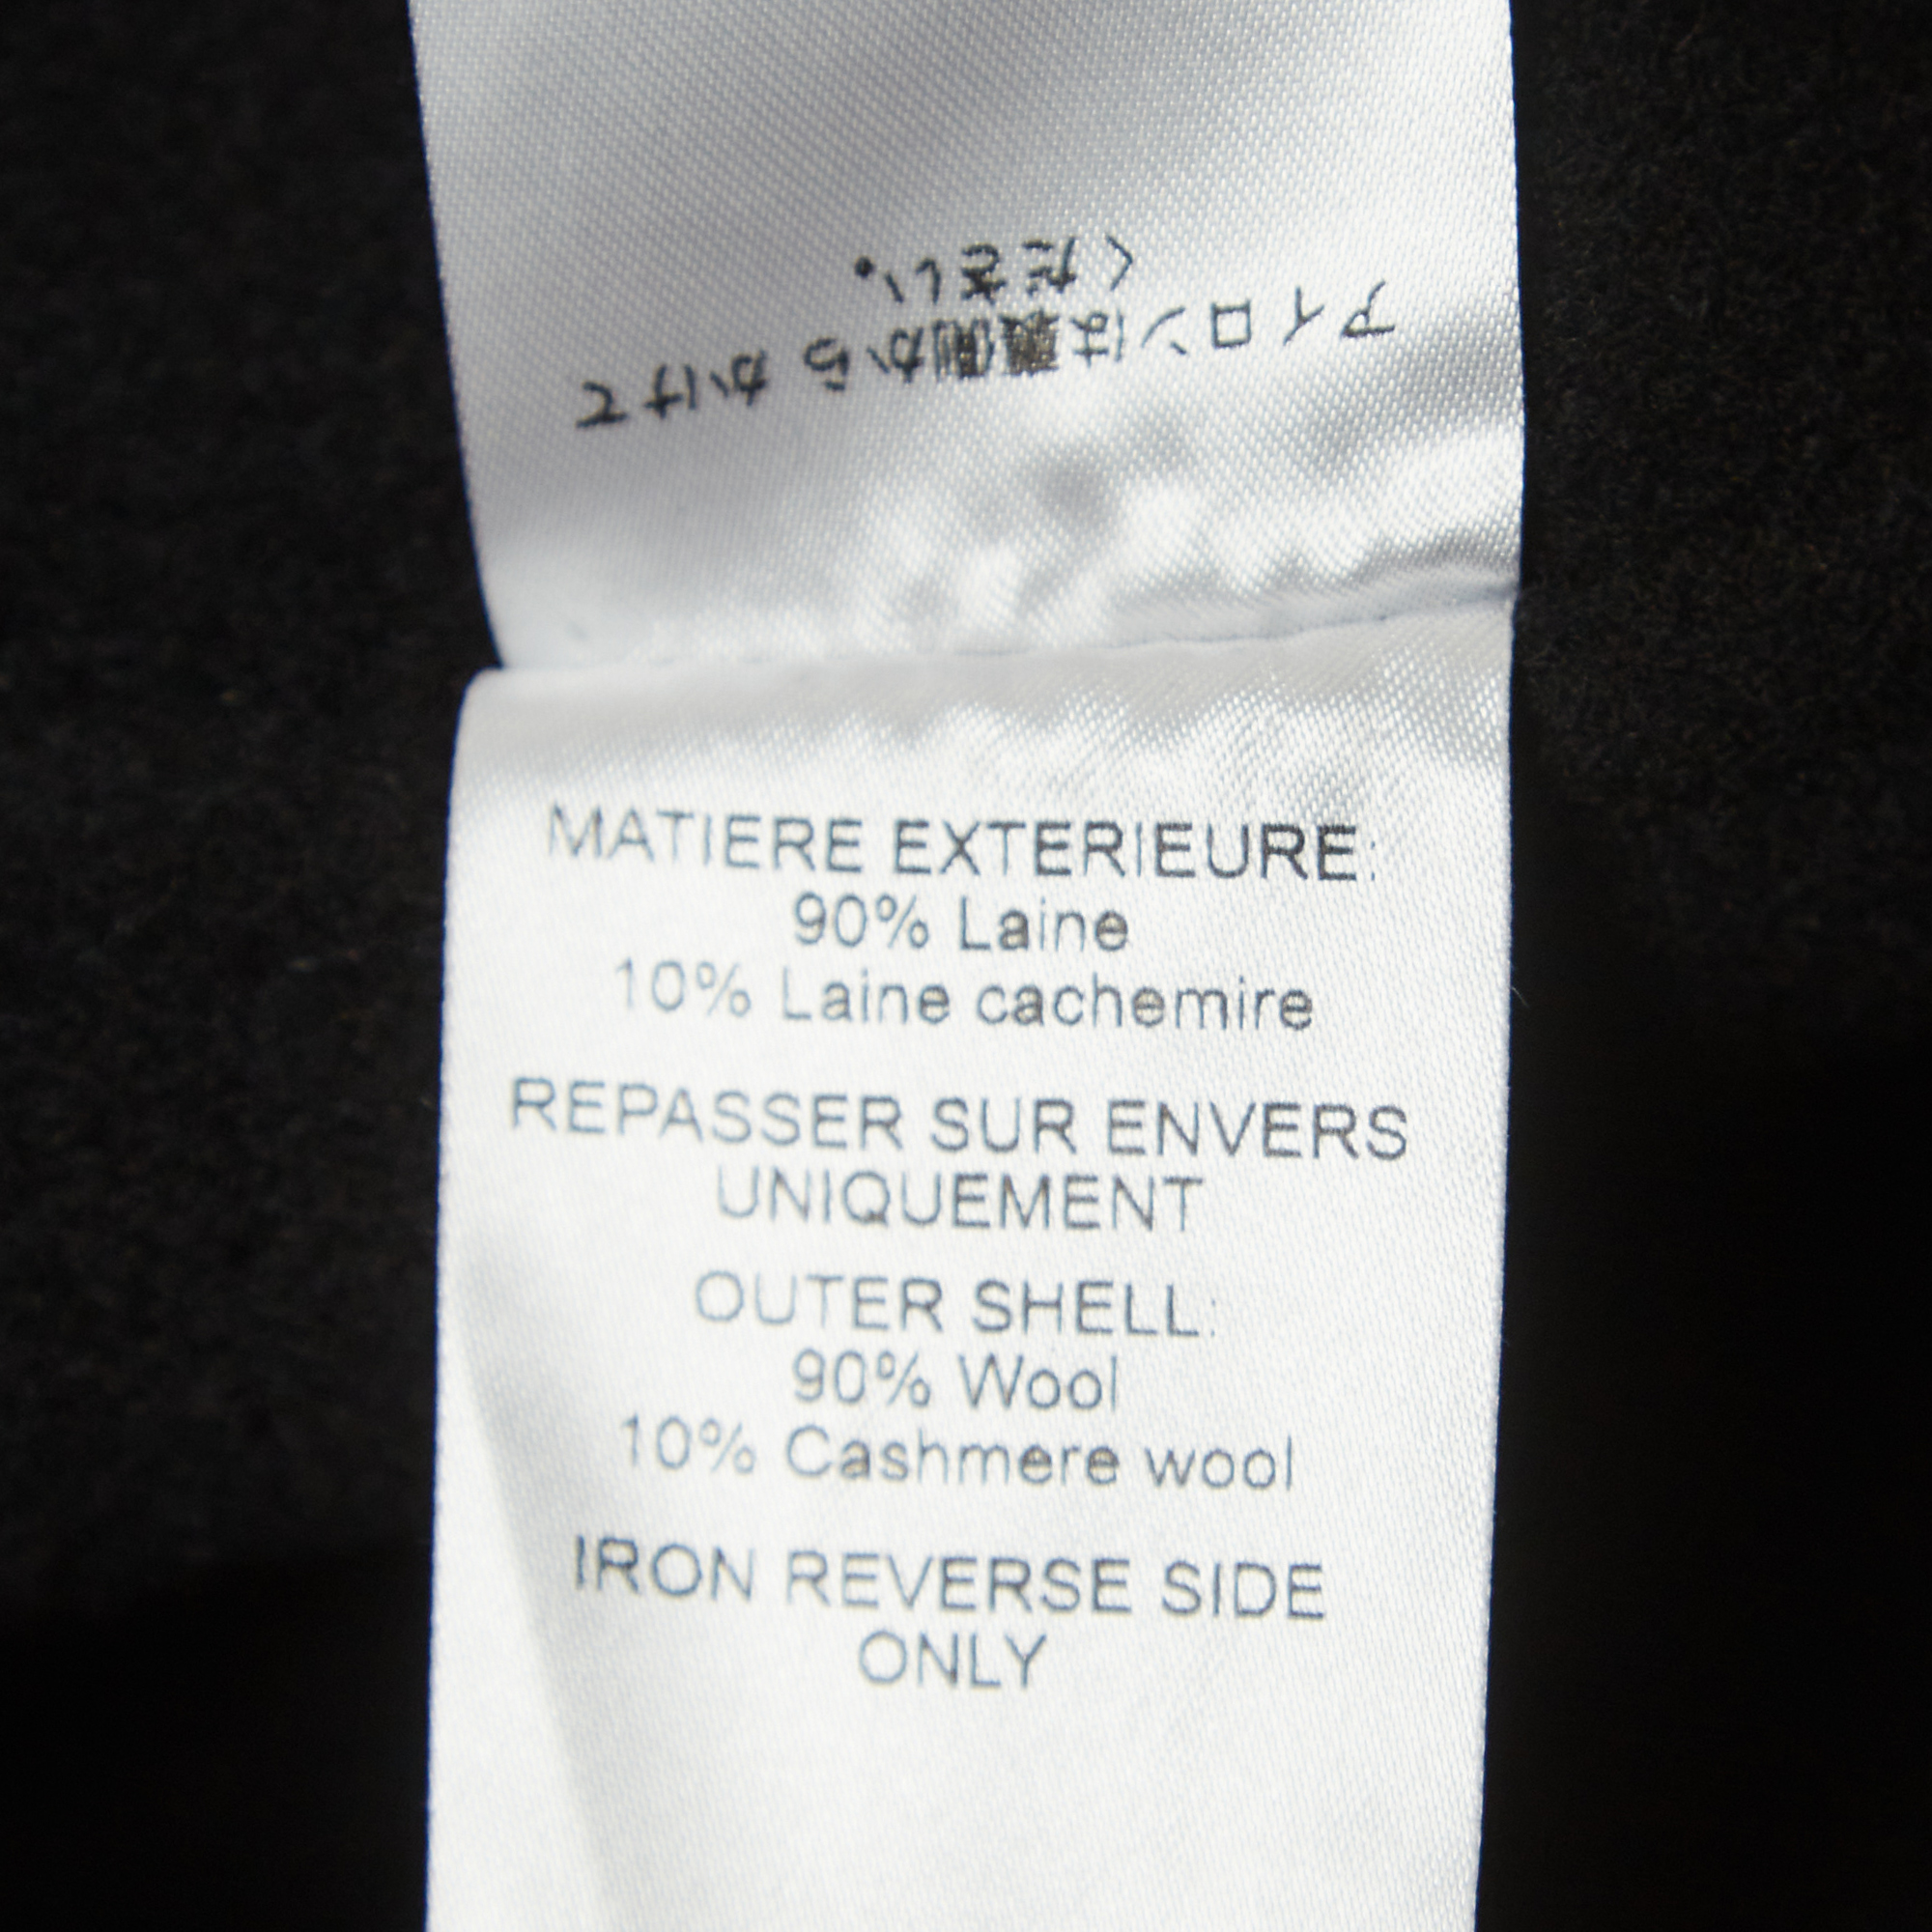 アイロンは裏側からかけて
ください。
MATIERE EXTERIEURE:
90% Laine
10% Laine cachemire
REPASSER SUR ENVERS
UNIQUEMENT
OUTER SHELL:
90% Wool
10% Cashmere wool
IRON REVERSE SIDE
ONLY